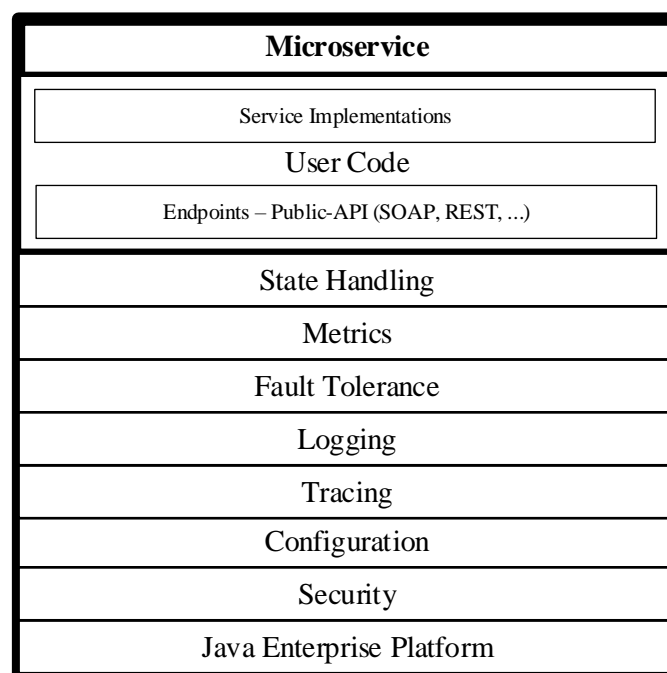 Microservice
Service Implementations
User Code
Endpoints – Public-API (SOAP, REST, ...)
State Handling
Metrics
Fault Tolerance
Logging
Tracing
Configuration
Security
Java Enterprise Platform